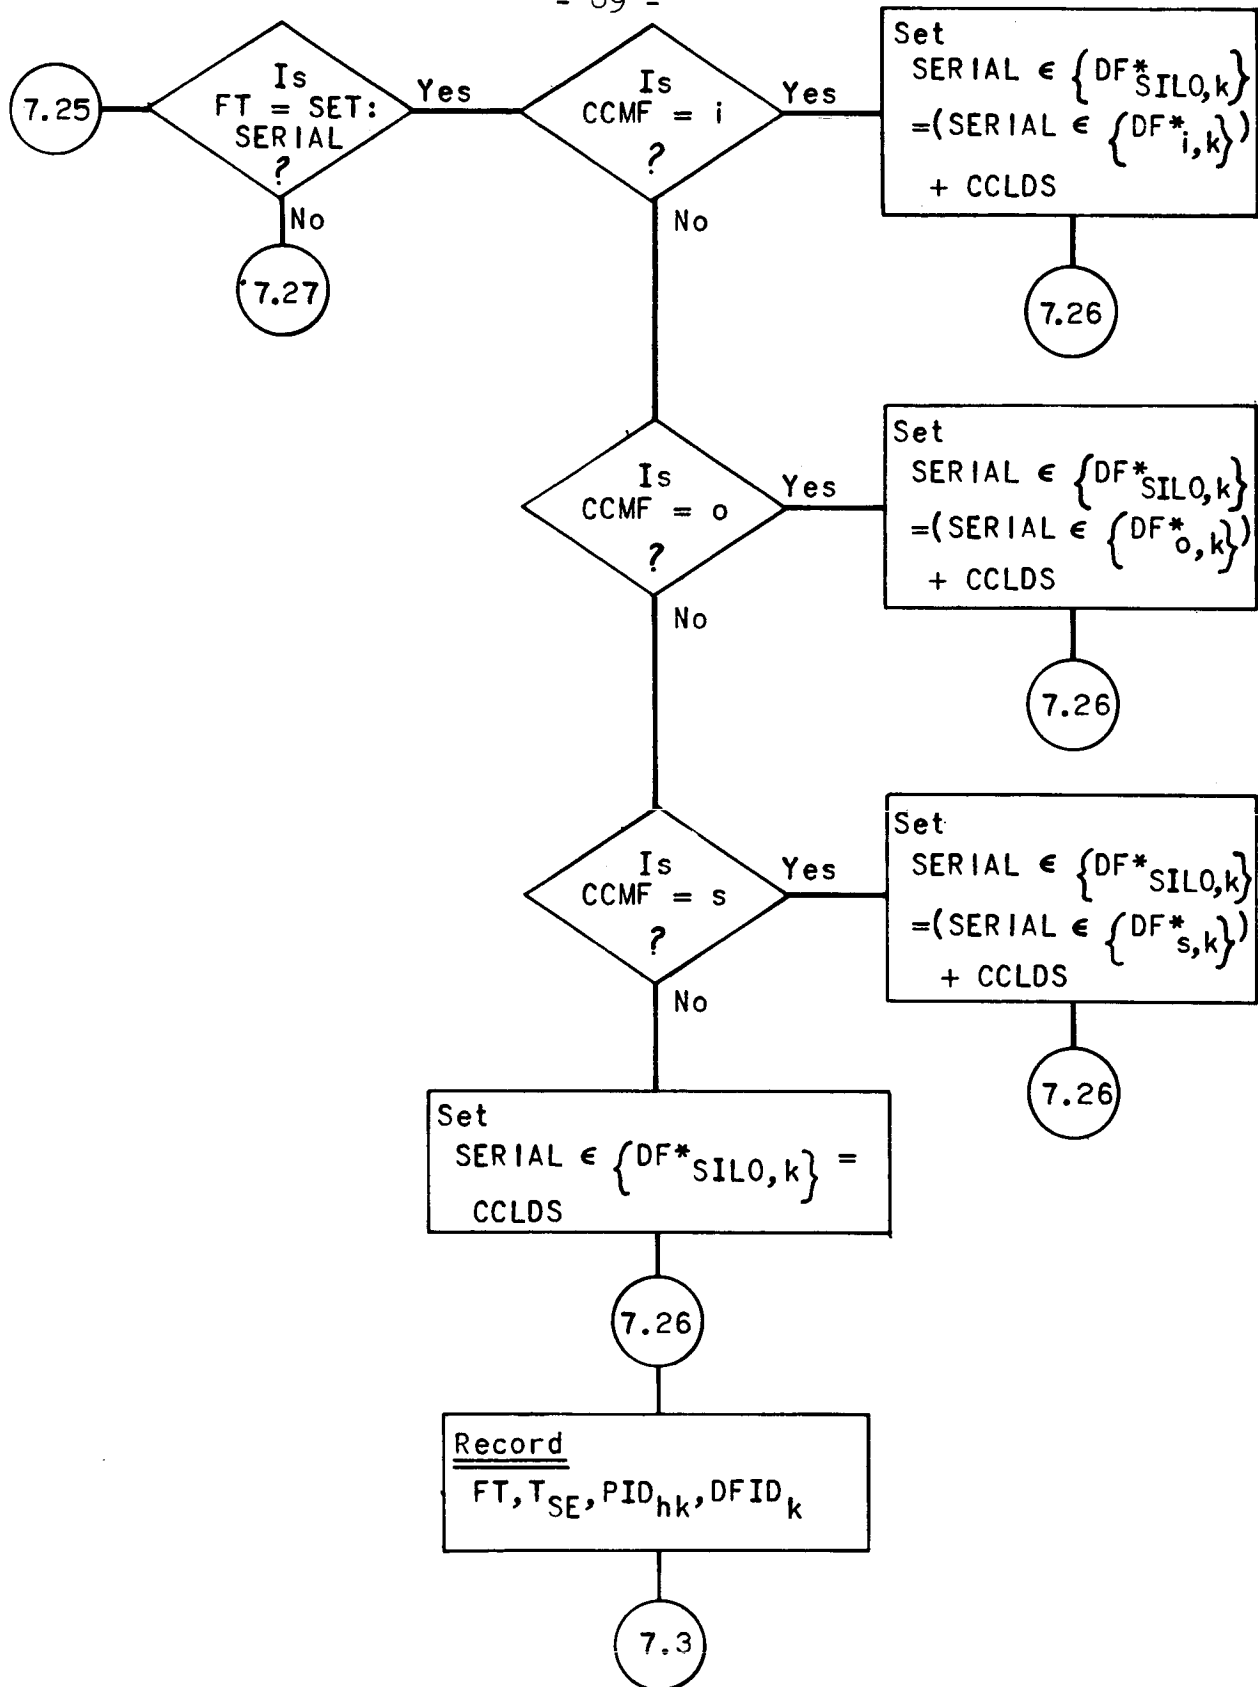 7.25
Is
FT = SET:
SERIAL
?
Yes
No
7.27
Is
CCMF = i
?
Yes
No
Set
SERIAL ϵ {DF*SILO,k}
=(SERIAL ϵ {DF*i,k})
+ CCLDS
7.26
Is
CCMF = o
?
Yes
No
Set
SERIAL ϵ {DF*SILO,k}
=(SERIAL ϵ {DF*o,k})
+ CCLDS
7.26
Is
CCMF = s
?
Yes
No
Set
SERIAL ϵ {DF*SILO,k}
=(SERIAL ϵ {DF*s,k})
+ CCLDS
7.26
Set
SERIAL ϵ {DF*SILO,k} =
CCLDS
7.26
Record
FT,TSE,PIDhk,DFIDk
7.3